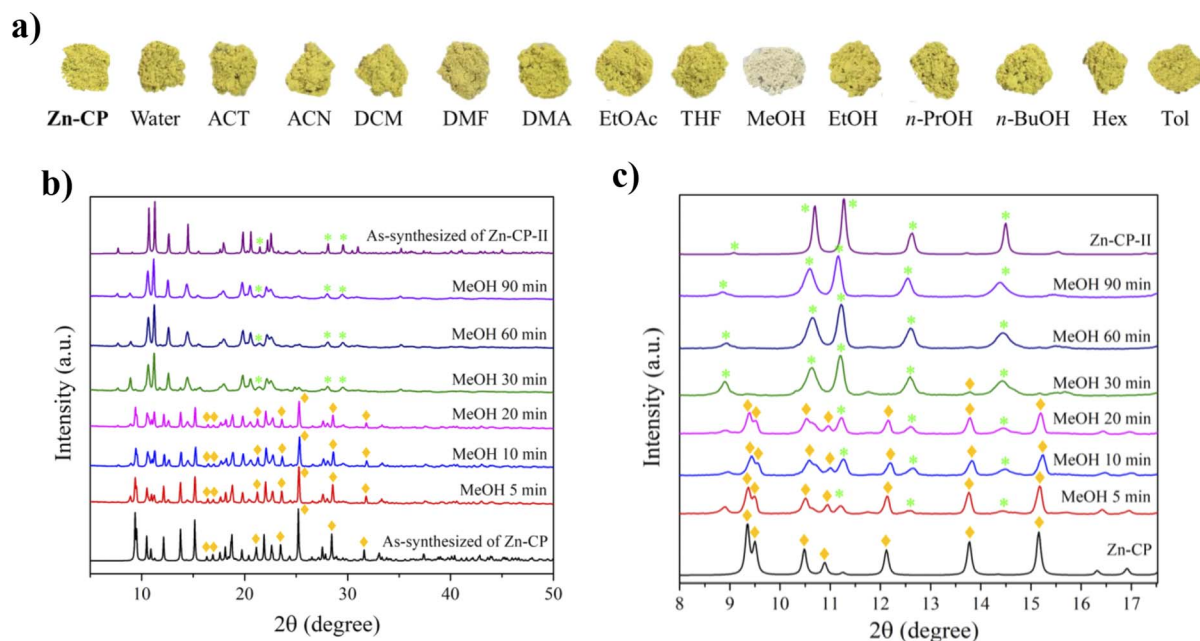 a)
Zn-CP Water ACT ACN DCM DMF DMA EtOAc THF MeOH EtOH n-PrOH n-BuOH Hex Tol
b)
Intensity (a.u.)
As-synthesized of Zn-CP-II
MeOH 90 min
MeOH 60 min
MeOH 30 min
MeOH 20 min
MeOH 10 min
MeOH 5 min
As-synthesized of Zn-CP
10 20 30 40 50
2θ (degree)
c)
Intensity (a.u.)
Zn-CP-II
MeOH 90 min
MeOH 60 min
MeOH 30 min
MeOH 20 min
MeOH 10 min
MeOH 5 min
Zn-CP
8 9 10 11 12 13 14 15 16 17
2θ (degree)